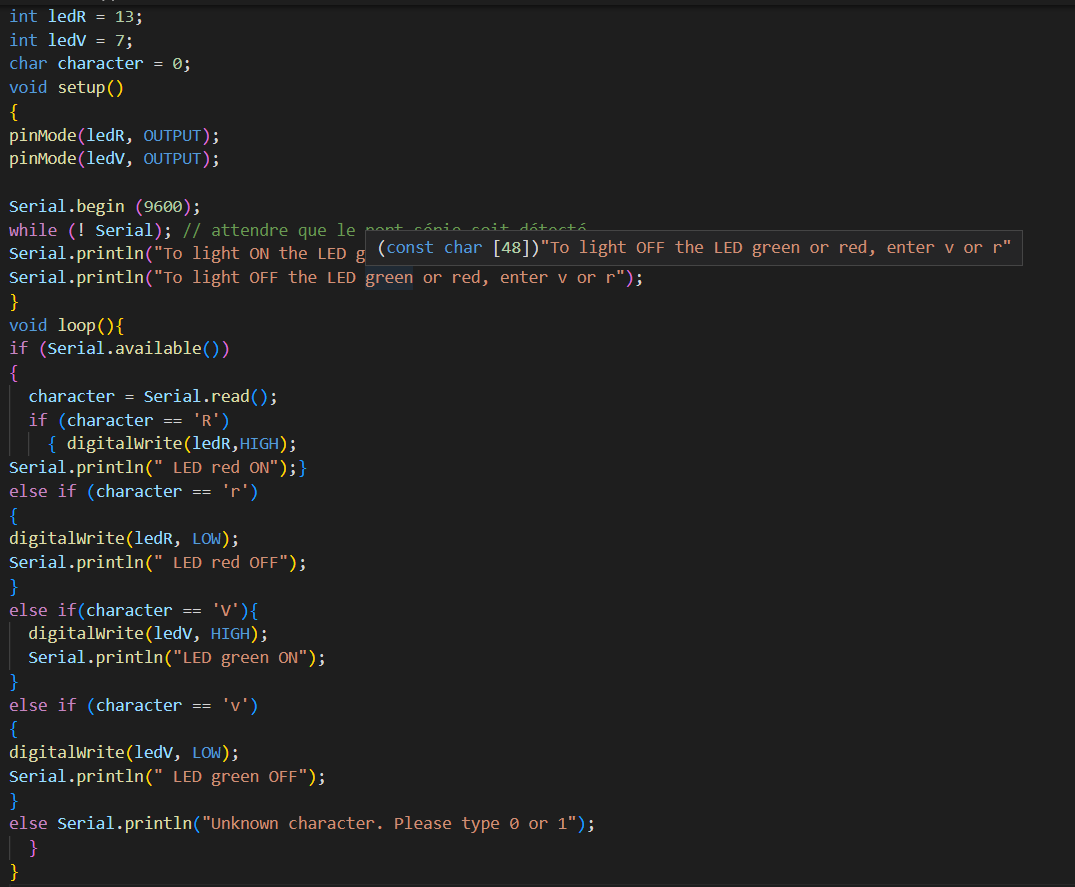 int ledR = 13;
int ledV = 7;
char character = 0;
void setup()
{
pinMode(ledR, OUTPUT);
pinMode(ledV, OUTPUT);
Serial.begin (9600);
while (! Serial); // attendre que le port série soit détecté
Serial.println("To light ON the LED g
(const char [48])"To light OFF the LED green or red, enter v or r"
Serial.println("To light OFF the LED green or red, enter v or r");
}
void loop(){
if (Serial.available())
{
character = Serial.read();
if (character == 'R')
{ digitalWrite(ledR,HIGH);
Serial.println(" LED red ON");}
else if (character == 'r')
{
digitalWrite(ledR, LOW);
Serial.println(" LED red OFF");
}
else if(character == 'V'){
digitalWrite(ledV, HIGH);
Serial.println("LED green ON");
}
else if (character == 'v')
{
digitalWrite(ledV, LOW);
Serial.println(" LED green OFF");
}
else Serial.println("Unknown character. Please type 0 or 1");
}
}